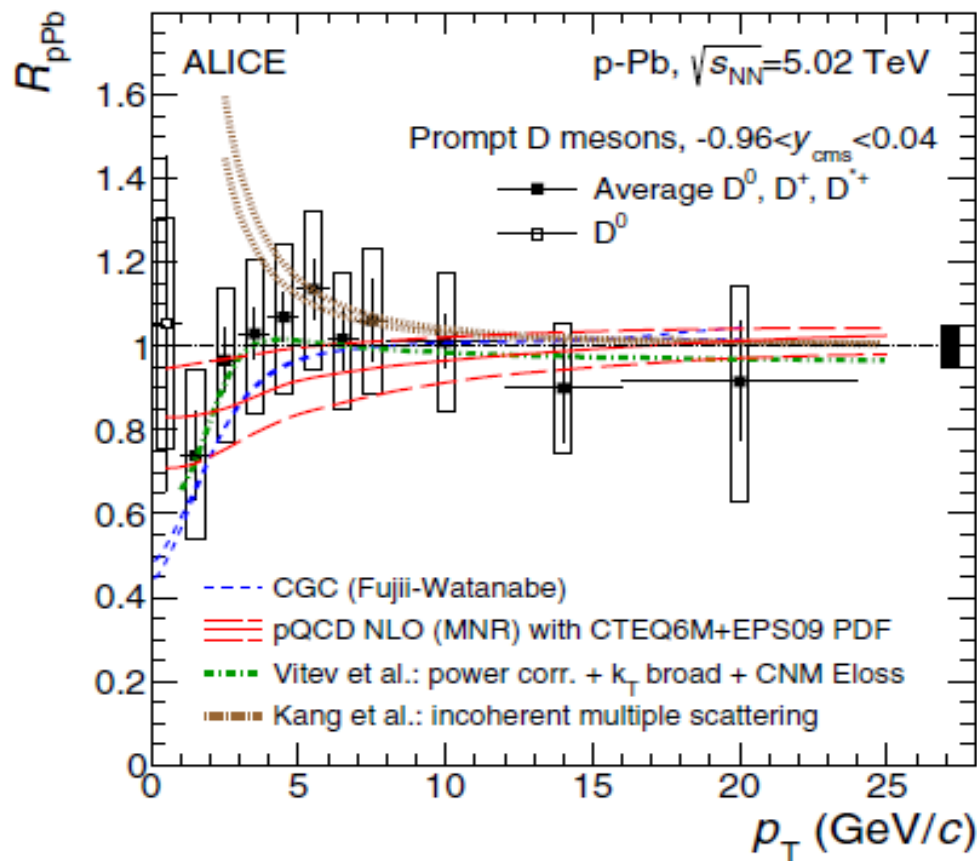 R_pPb
ALICE
p-Pb, √s_NN=5.02 TeV
Prompt D mesons, -0.96<y_cms<0.04
Average D⁰, D⁺, D*⁺
D⁰
1.6
1.4
1.2
1
0.8
0.6
0.4
0.2
0
CGC (Fujii-Watanabe)
pQCD NLO (MNR) with CTEQ6M+EPS09 PDF
Vitev et al.: power corr. + k_T broad + CNM Eloss
Kang et al.: incoherent multiple scattering
0 5 10 15 20 25
p_T (GeV/c)